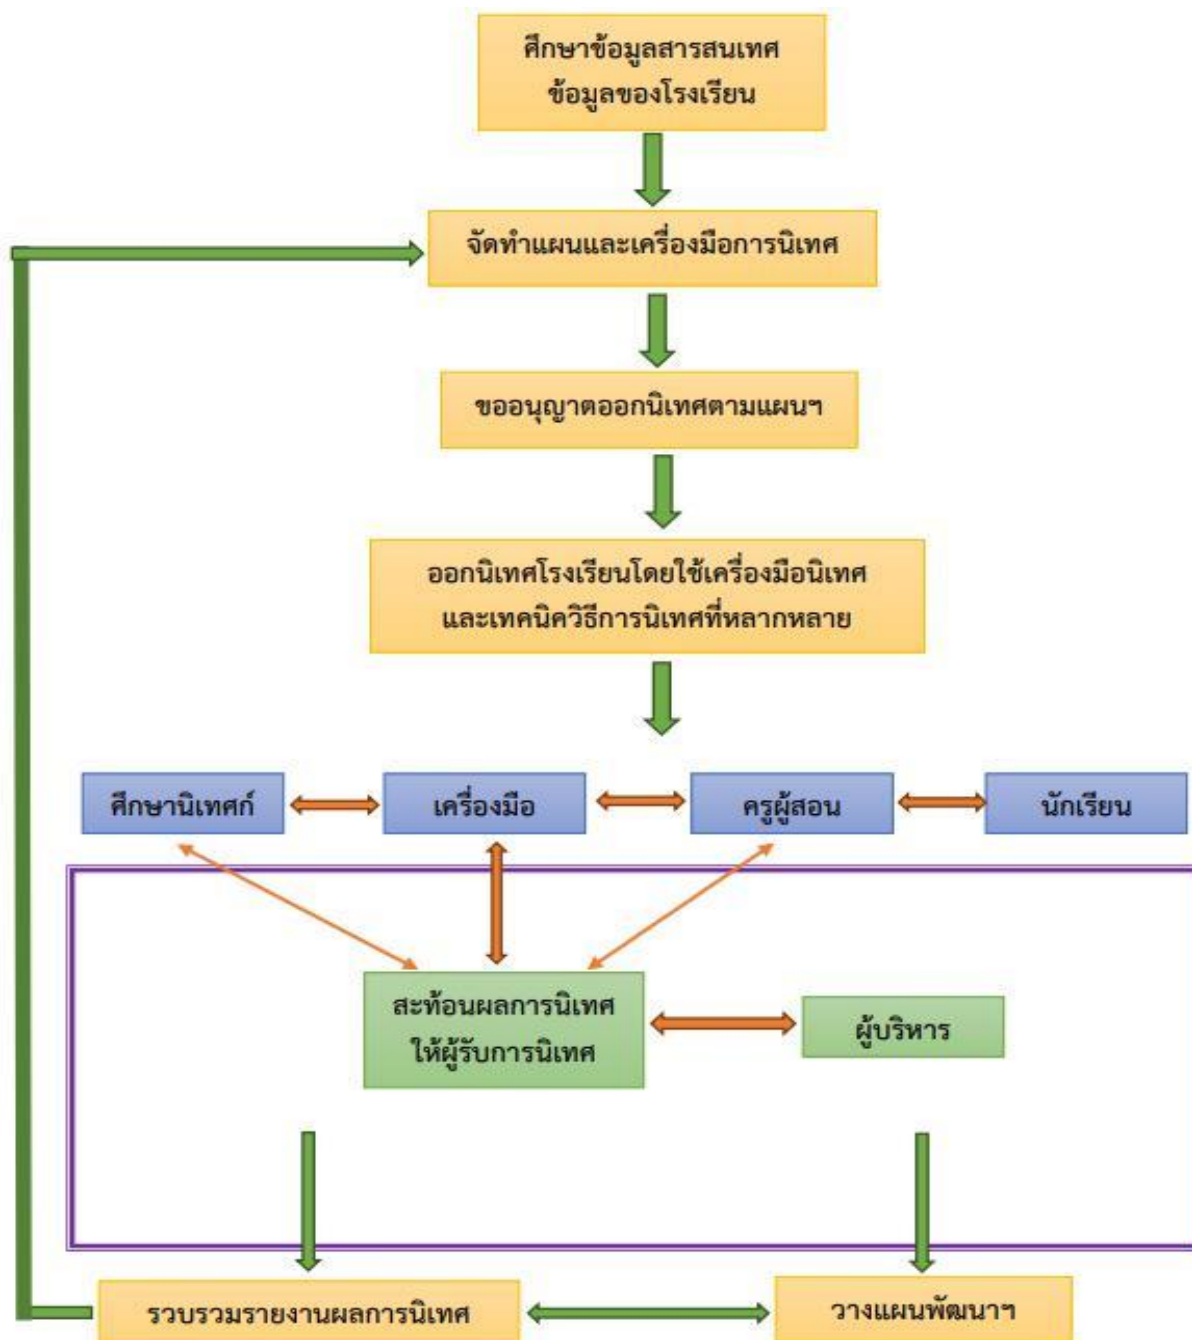 ศึกษาข้อมูลสารสนเทศ
ข้อมูลของโรงเรียน
จัดทำแผนและเครื่องมือการนิเทศ
ขออนุญาตออกนิเทศตามแผนฯ
ออกนิเทศโรงเรียนโดยใช้เครื่องมือนิเทศ
และเทคนิควิธีการนิเทศที่หลากหลาย
ศึกษานิเทศก์
เครื่องมือ
ครูผู้สอน
นักเรียน
สะท้อนผลการนิเทศ
ให้ผู้รับการนิเทศ
ผู้บริหาร
รวบรวมรายงานผลการนิเทศ
วางแผนพัฒนาฯ